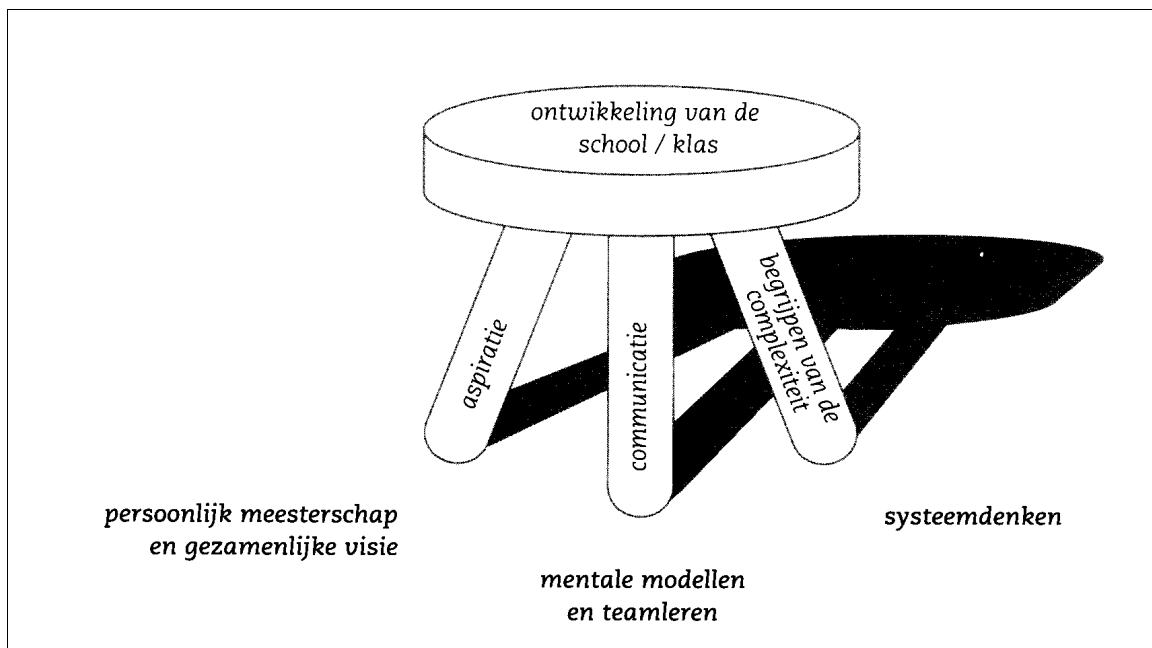 ontwikkeling van de
school / klas
aspiratie
communicatie
begrijpen van de
complexiteit
persoonlijk meesterschap
en gezamenlijke visie
mentale modellen
en teamleren
systeemdenken